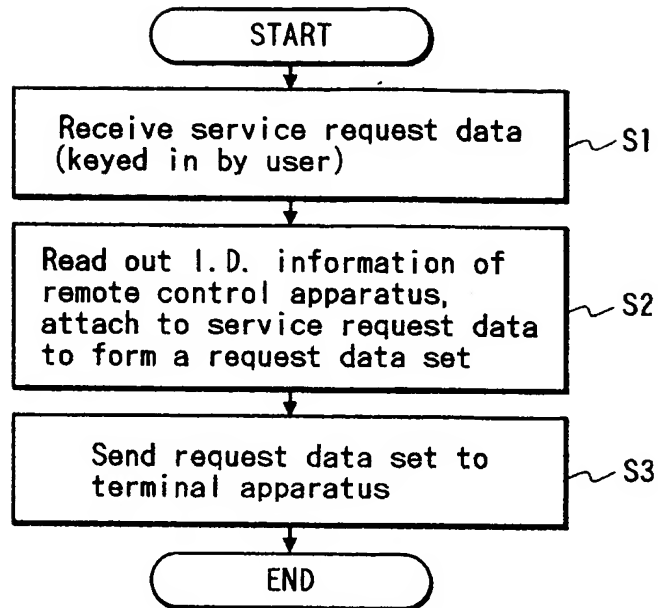 START
Receive service request data
(keyed in by user)
S1
Read out I.D. information of
remote control apparatus,
attach to service request data
to form a request data set
S2
Send request data set to
terminal apparatus
S3
END